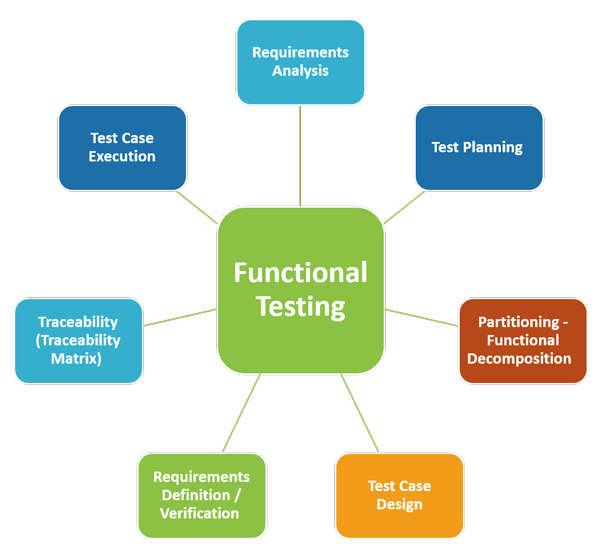 Requirements
Analysis
Test Case
Execution
Test Planning
Functional
Testing
Traceability
(Traceability
Matrix)
Partitioning -
Functional
Decomposition
Requirements
Definition /
Verification
Test Case
Design